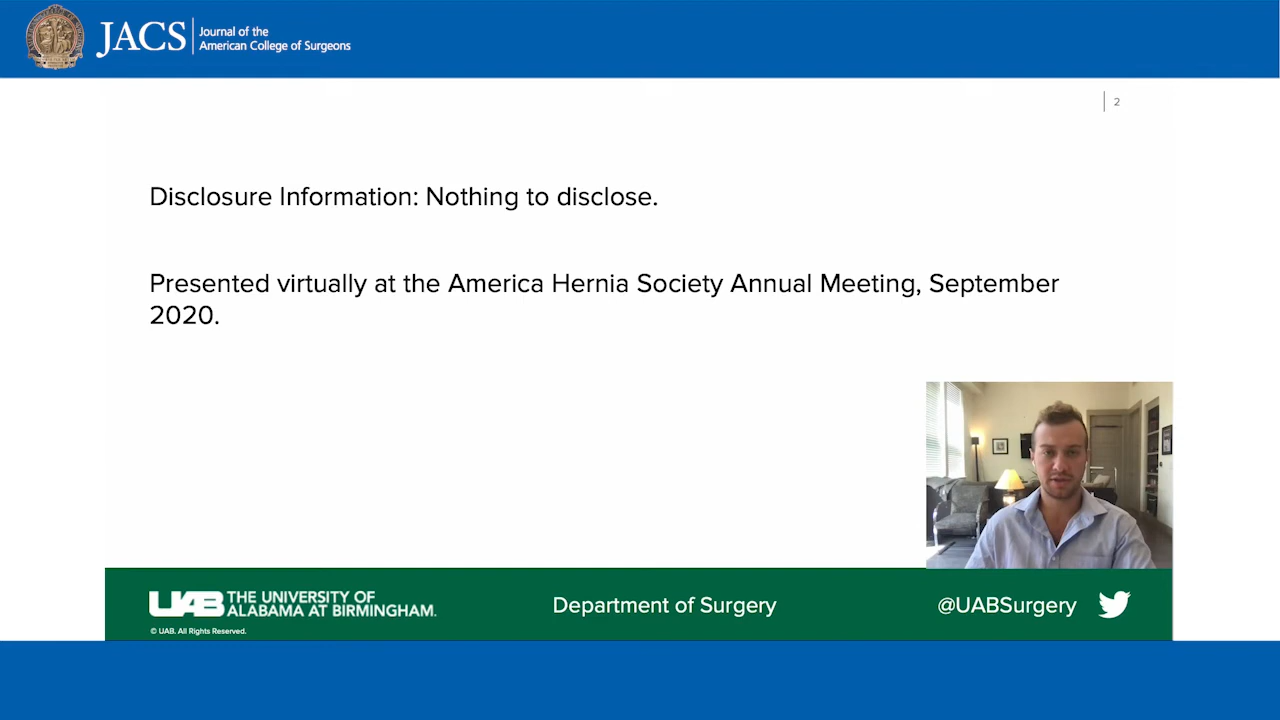 JACS
Journal of the
American College of Surgeons
2
Disclosure Information: Nothing to disclose.
Presented virtually at the America Hernia Society Annual Meeting, September
2020.
UAB THE UNIVERSITY OF
ALABAMA AT BIRMINGHAM.
© UAB. All Rights Reserved.
Department of Surgery
@UABSurgery